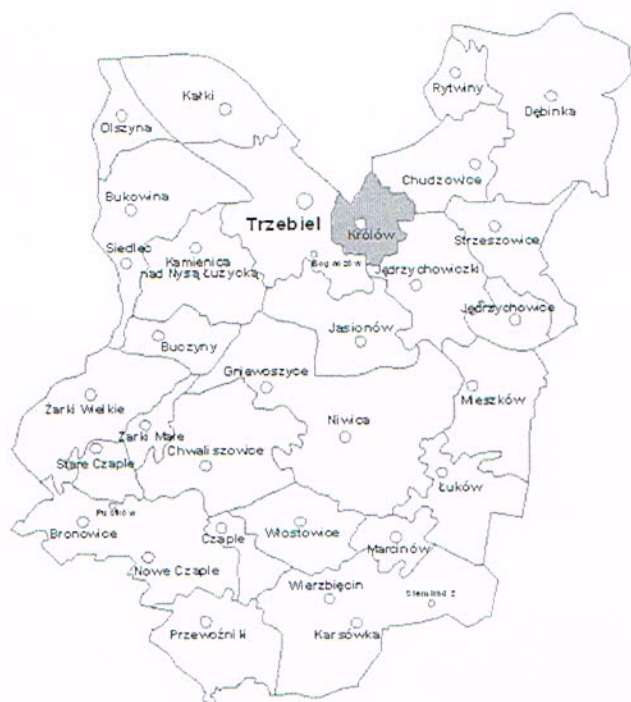 Rytwiny
Kałki
Dębinka
Olszyna
Chudzowice
Bukowina
Trzebiel
Królów
Strzeszowice
Siedlec
Kamienica
nad Nysą Łużycką
Jędrzychowiczki
Jędrzychowice
Jasionów
Buczyny
Gniewoszyce
Mieszków
Żarki Wielkie
Niwica
Żarki Małe
Stare Czaple
Chwaliszowice
Łuków
Bronowice
Czaple
Włostowice
Marcinów
Nowe Czaple
Wierzbięcin
Przewoźniki
Karsówka